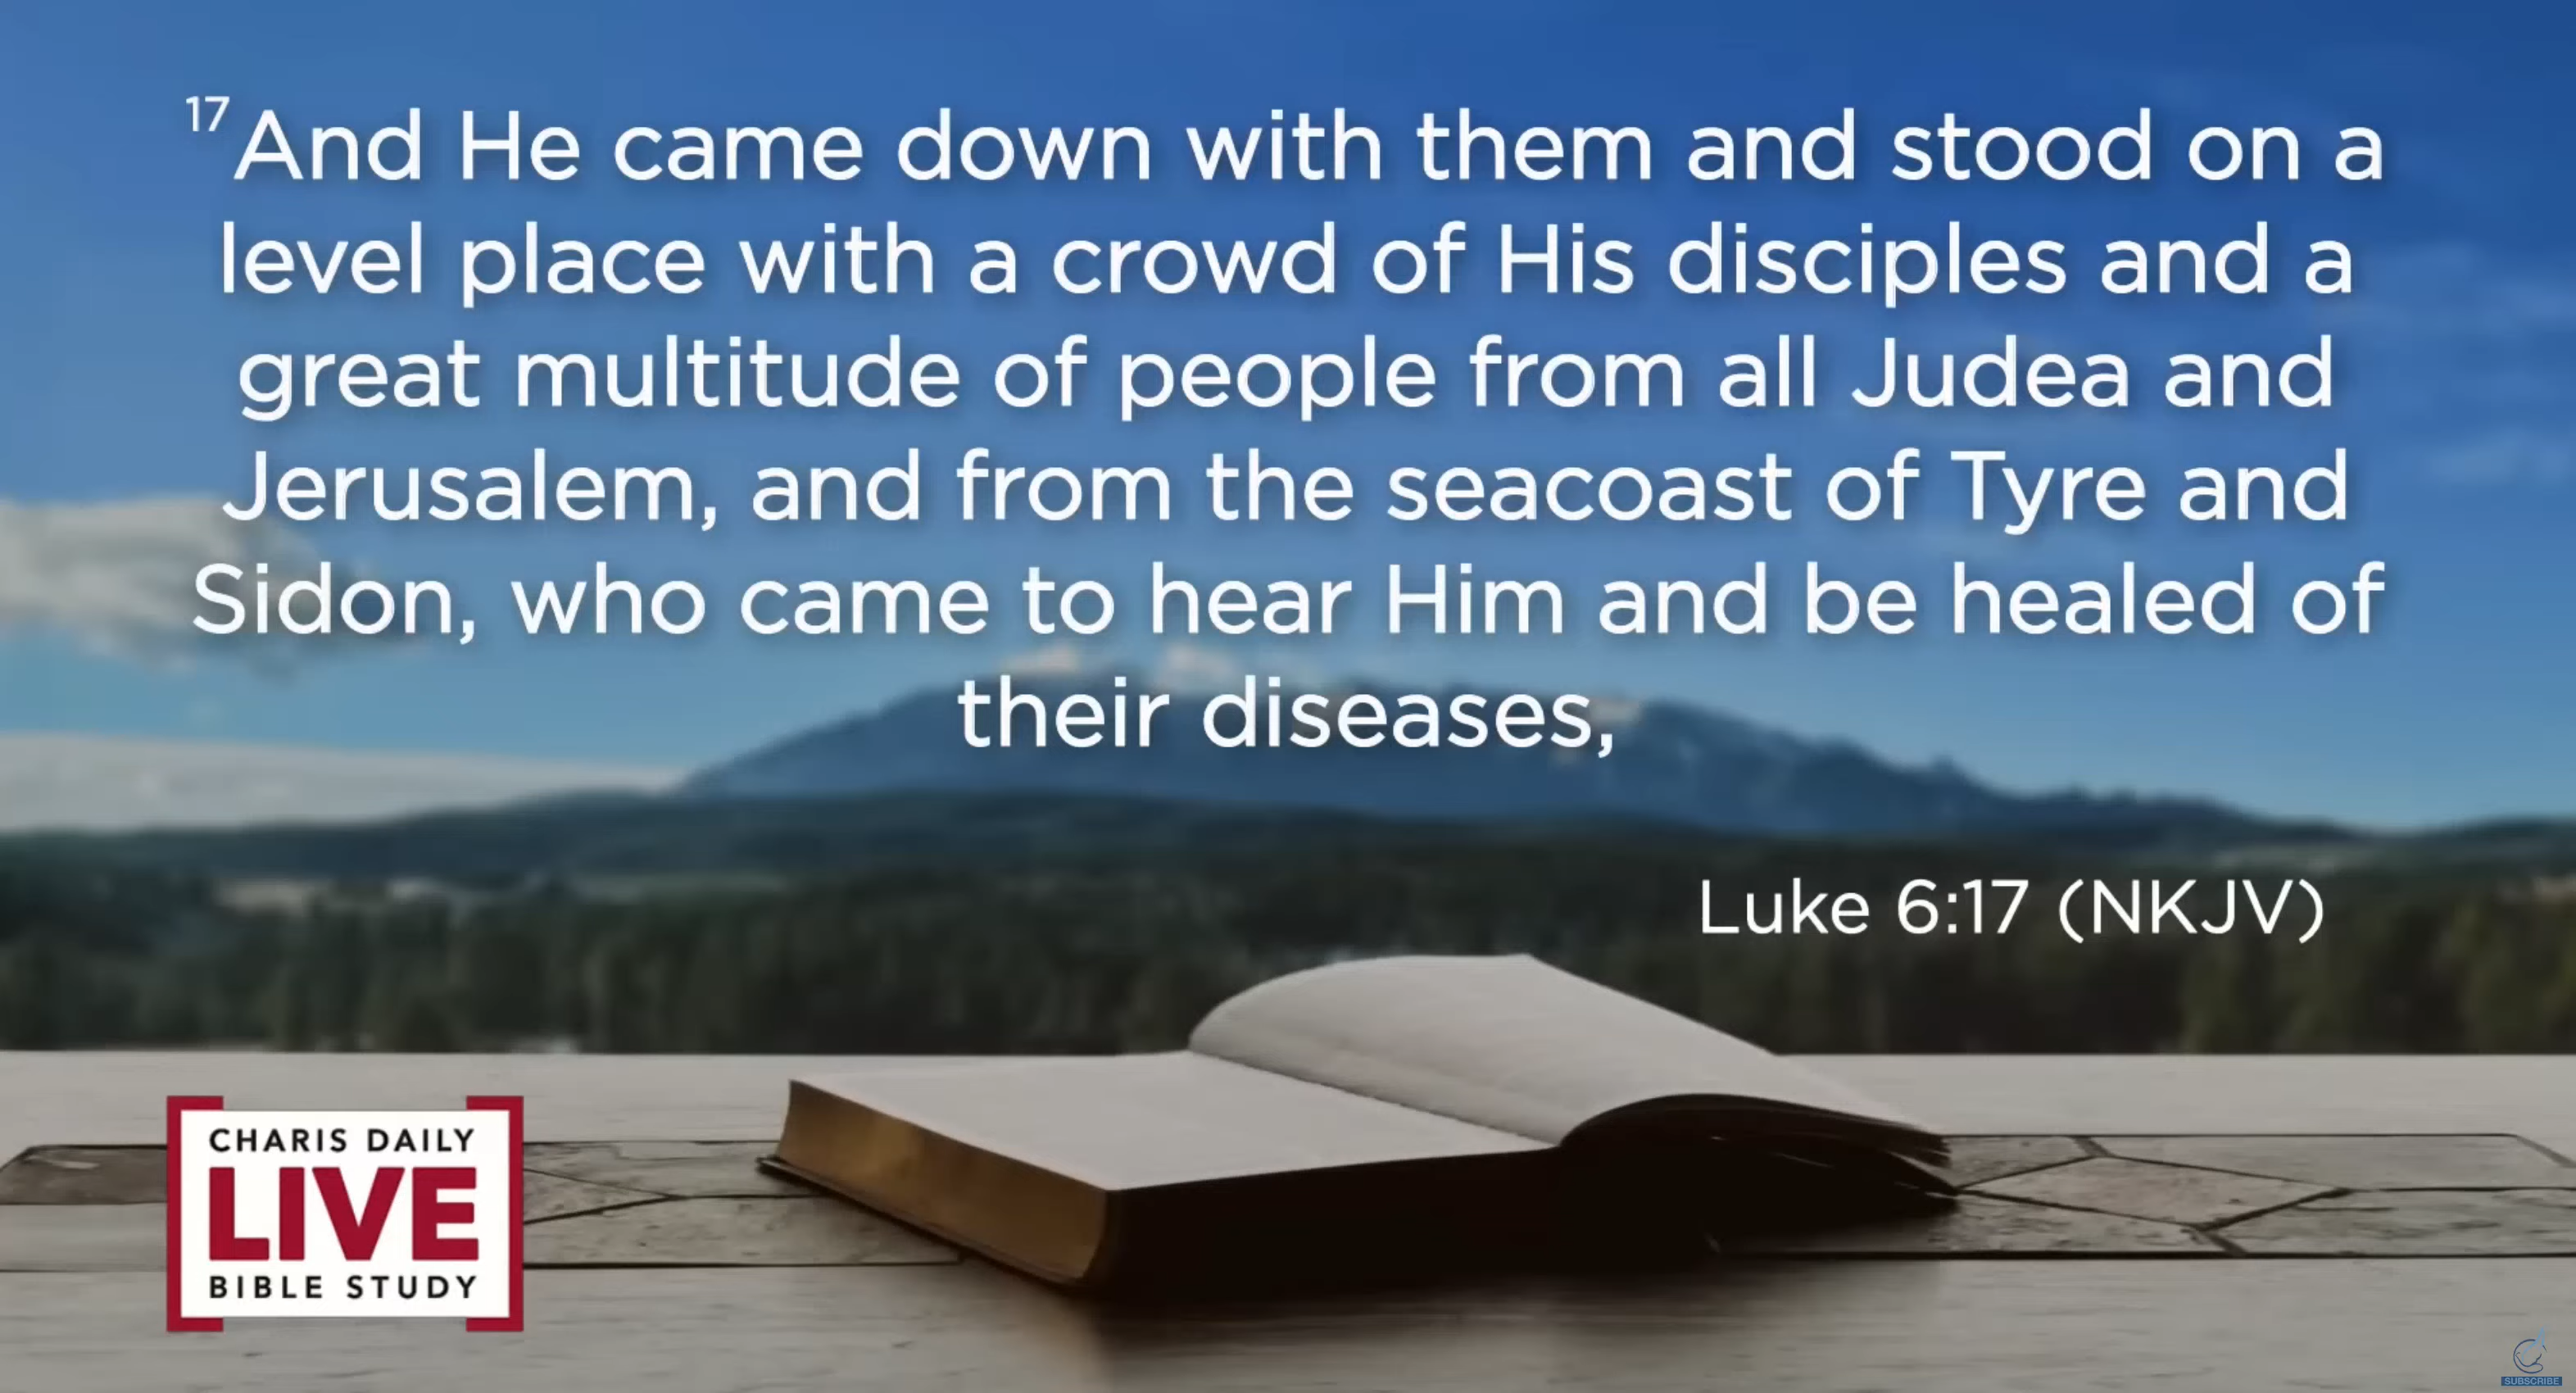 17And He came down with them and stood on a
level place with a crowd of His disciples and a
great multitude of people from all Judea and
Jerusalem, and from the seacoast of Tyre and
Sidon, who came to hear Him and be healed of
their diseases,
Luke 6:17 (NKJV)
CHARIS DAILY
LIVE
BIBLE STUDY
SUBSCRIBE